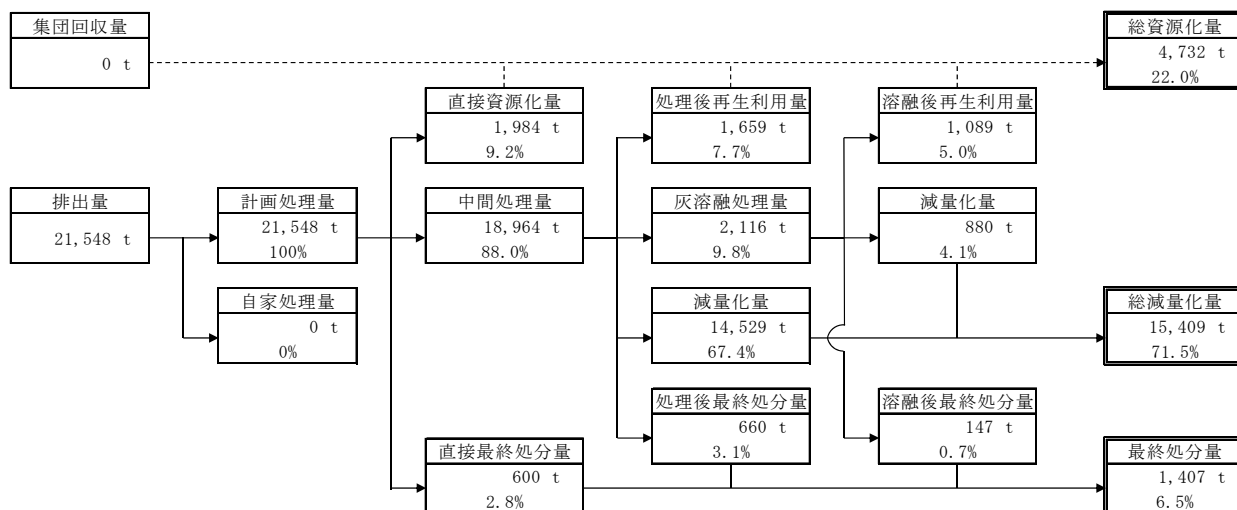 集団回収量
0 t
総資源化量
4,732 t
22.0%
直接資源化量
1,984 t
9.2%
処理後再生利用量
1,659 t
7.7%
溶融後再生利用量
1,089 t
5.0%
排出量
21,548 t
計画処理量
21,548 t
100%
中間処理量
18,964 t
88.0%
灰溶融処理量
2,116 t
9.8%
減量化量
880 t
4.1%
自家処理量
0 t
0%
減量化量
14,529 t
67.4%
総減量化量
15,409 t
71.5%
処理後最終処分量
660 t
3.1%
溶融後最終処分量
147 t
0.7%
直接最終処分量
600 t
2.8%
最終処分量
1,407 t
6.5%